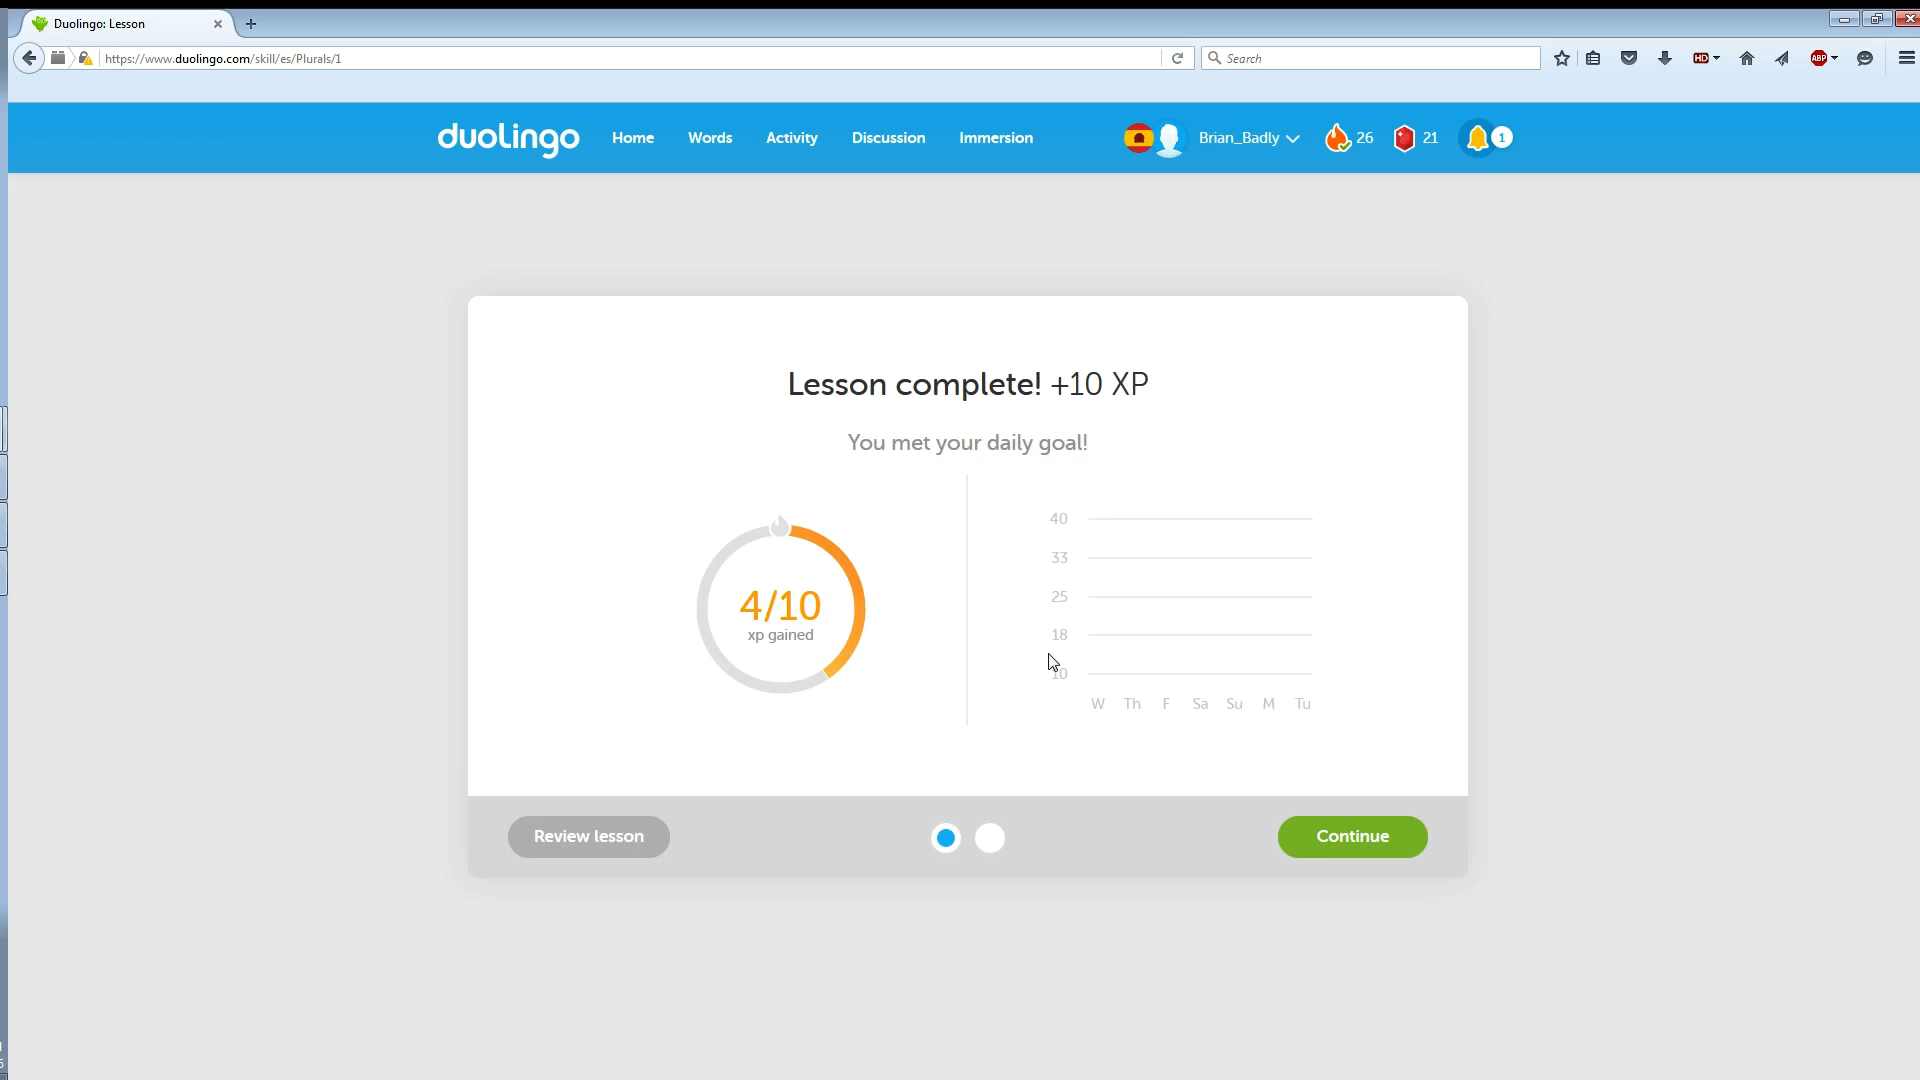 Duolingo: Lesson
https://www.duolingo.com/skill/es/Plurals/1
Search
HD
ABP
duolingo
Home
Words
Activity
Discussion
Immersion
Brian_Badly
26
21
1
Lesson complete! +10 XP
You met your daily goal!
4/10
xp gained
40
33
25
18
10
W Th F Sa Su M Tu
Review lesson
Continue